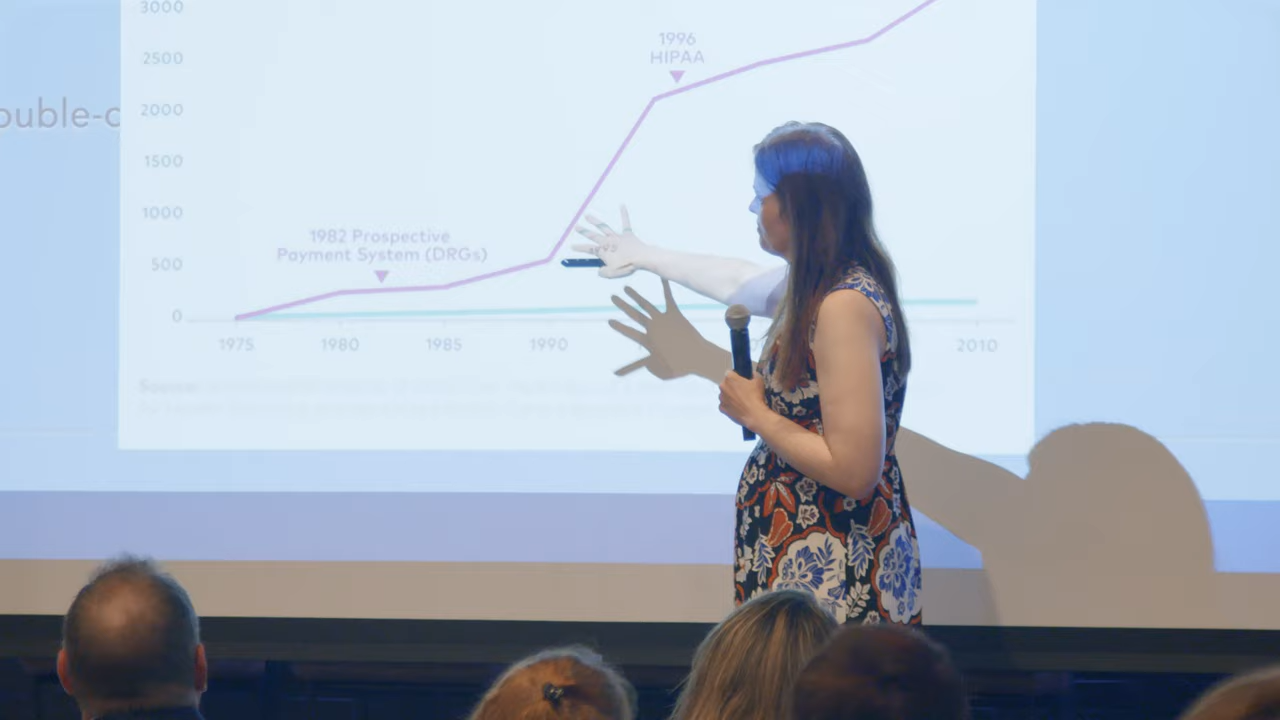 3000
1996
HIPAA
2500
ouble-c
2000
1500
1000
1982 Prospective
Payment System (DRGs)
500
0
1975
1980
1985
1990
2010
Source: